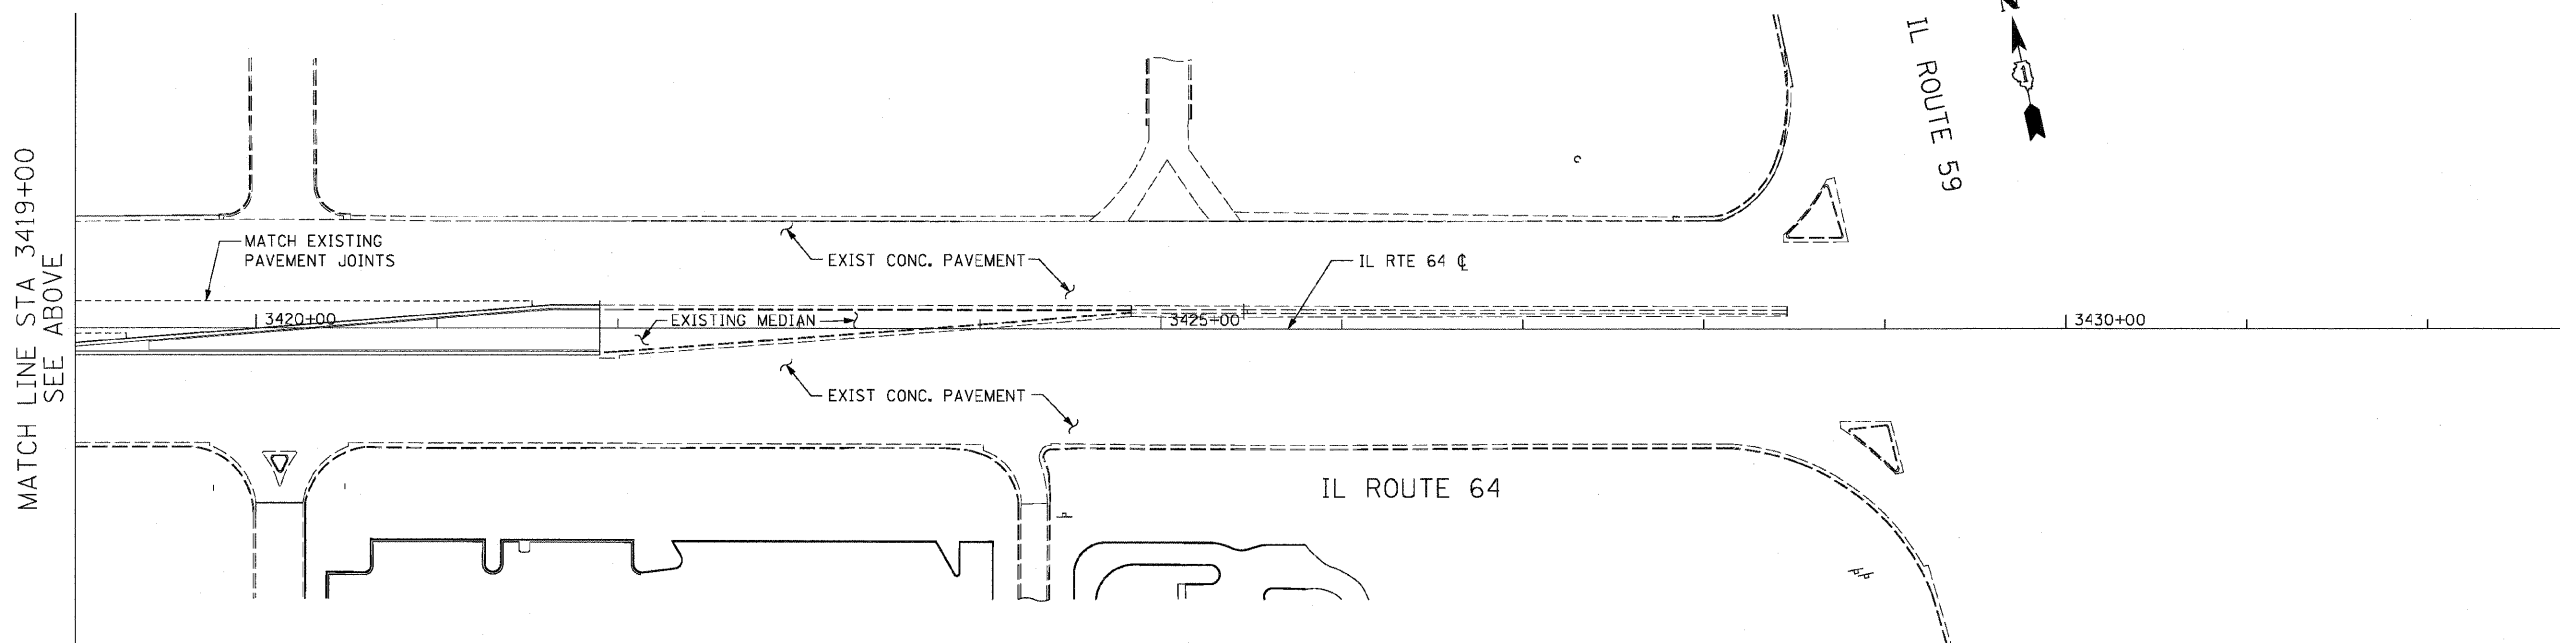 MATCH LINE STA 3419+00
SEE ABOVE
MATCH EXISTING
PAVEMENT JOINTS
EXIST CONC. PAVEMENT
IL RTE 64 ℄
3420+00
EXISTING MEDIAN
3425+00
3430+00
EXIST CONC. PAVEMENT
IL ROUTE 64
IL ROUTE 59